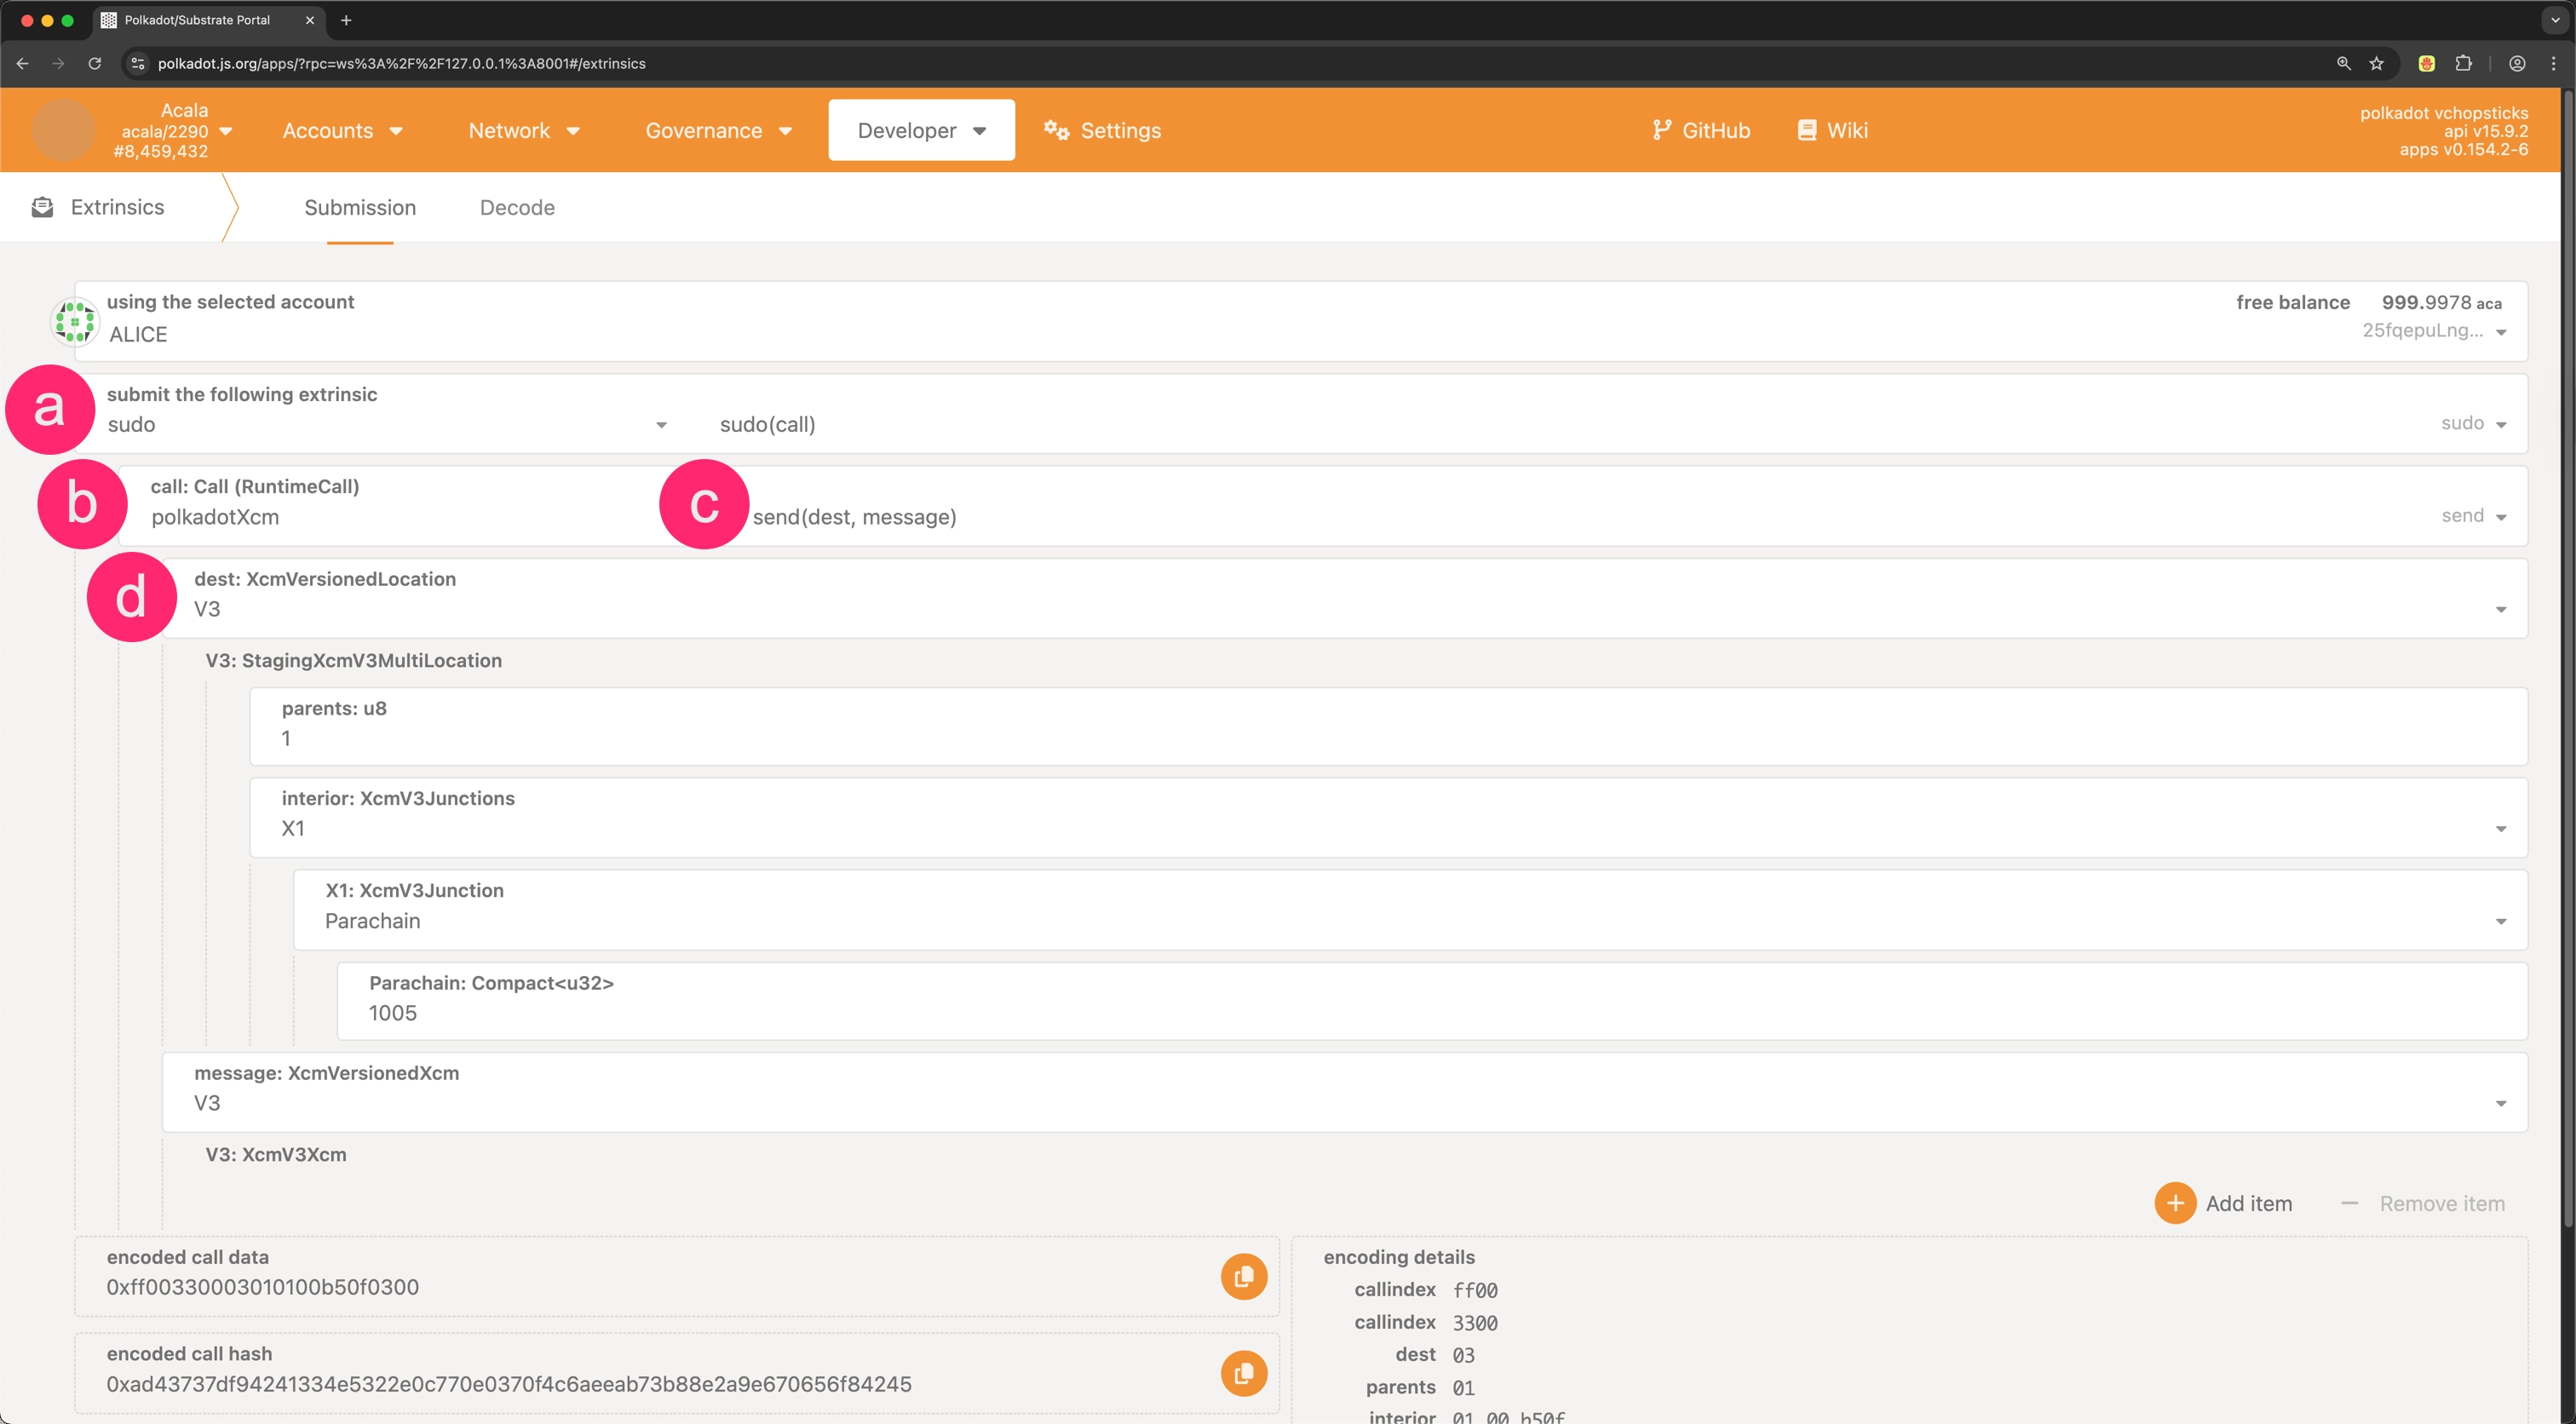 Polkadot/Substrate Portal
polkadot.js.org/apps/?rpc=ws%3A%2F%2F127.0.0.1%3A8001#/extrinsics
Acala
acala/2290
#8,459,432
Accounts
Network
Governance
Developer
Settings
GitHub
Wiki
polkadot vchopsticks
api v15.9.2
apps v0.154.2-6
Extrinsics
Submission
Decode
using the selected account
ALICE
free balance 999.9978 aca
25fqepuLng...
a
submit the following extrinsic
sudo
sudo(call)
sudo
b
call: Call (RuntimeCall)
polkadotXcm
c
send(dest, message)
send
d
dest: XcmVersionedLocation
V3
V3: StagingXcmV3MultiLocation
parents: u8
1
interior: XcmV3Junctions
X1
X1: XcmV3Junction
Parachain
Parachain: Compact<u32>
1005
message: XcmVersionedXcm
V3
V3: XcmV3Xcm
Add item
Remove item
encoded call data
0xff00330003010100b50f0300
encoded call hash
0xad43737df94241334e5322e0c770e0370f4c6aeeab73b88e2a9e670656f84245
encoding details
callindex ff00
callindex 3300
dest 03
parents 01
interior 01 00 b50f